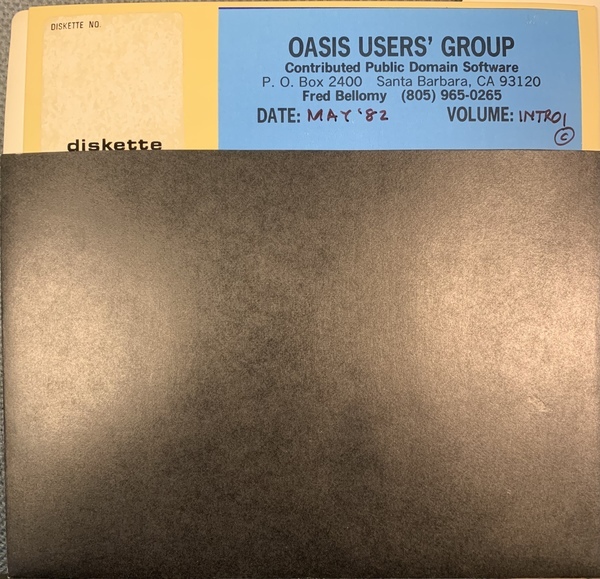 DISKETTE NO.
diskette
OASIS USERS' GROUP
Contributed Public Domain Software
P. O. Box 2400 Santa Barbara, CA 93120
Fred Bellomy (805) 965-0265
DATE: MAY '82 VOLUME: INTRO1
©